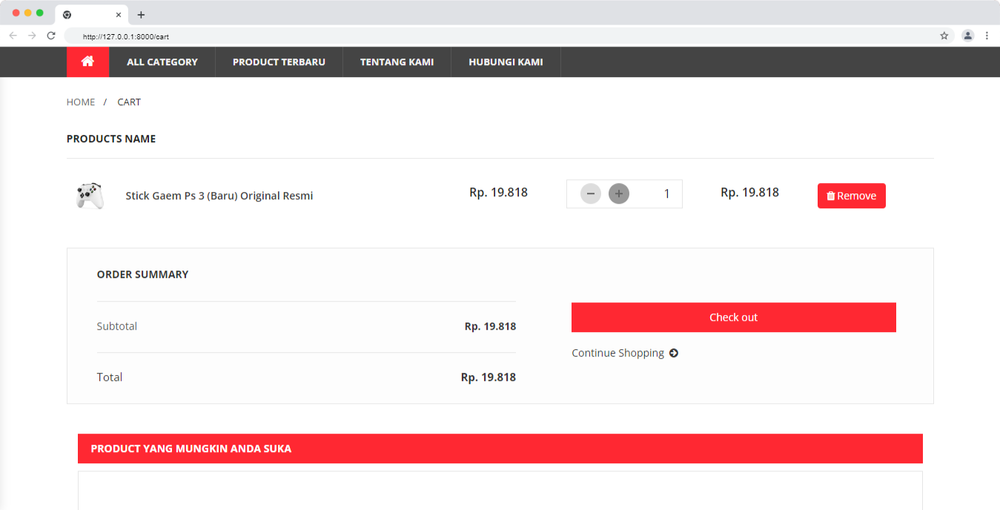 http://127.0.0.1:8000/cart
ALL CATEGORY PRODUCT TERBARU TENTANG KAMI HUBUNGI KAMI
HOME / CART
PRODUCTS NAME
Stick Gaem Ps 3 (Baru) Original Resmi Rp. 19.818 1 Rp. 19.818 Remove
ORDER SUMMARY
Check out
Subtotal Rp. 19.818
Continue Shopping
Total Rp. 19.818
PRODUCT YANG MUNGKIN ANDA SUKA